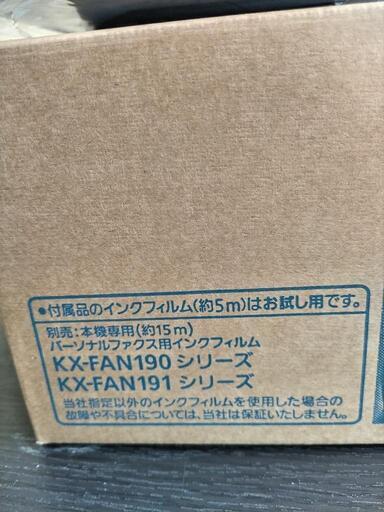 ●付属品のインクフィルム(約5m)はお試し用です。
別売:本機専用(約15m)
パーソナルファクス用インクフィルム
KX-FAN190 シリーズ
KX-FAN191 シリーズ
当社指定以外のインクフィルムを使用した場合の
故障や不具合については、当社は保証いたしません。